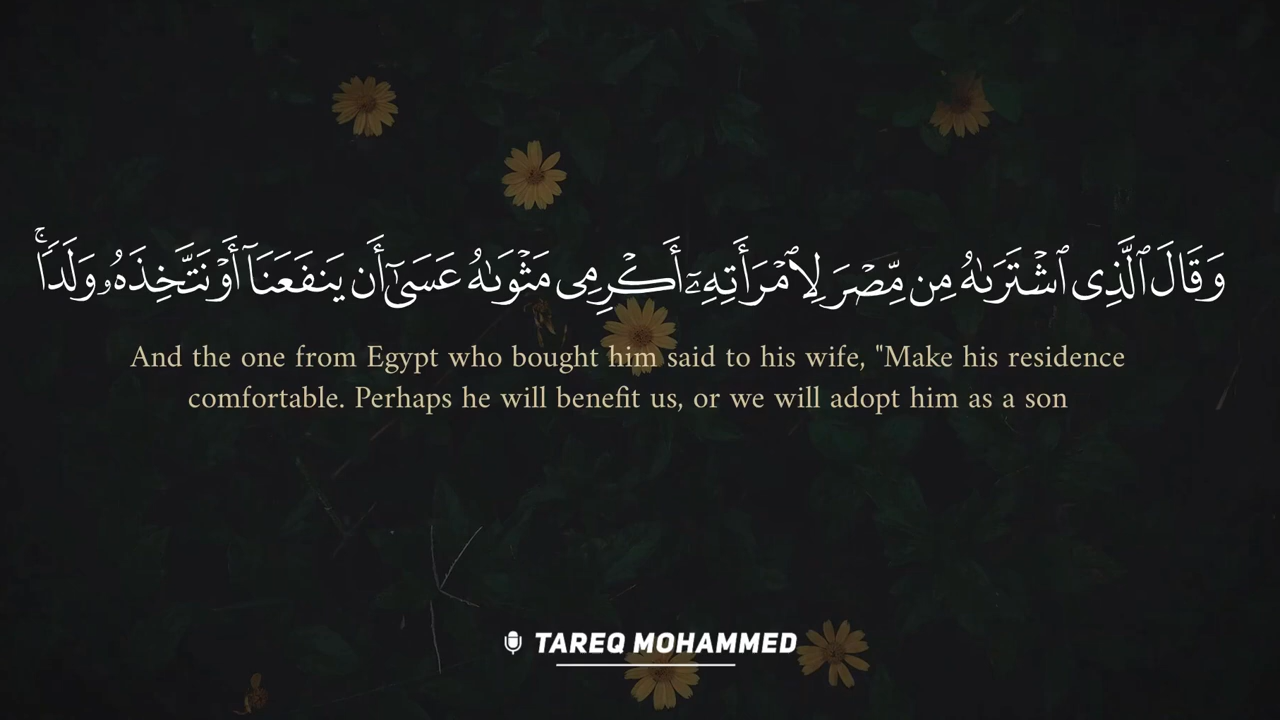 وَقَالَ ٱلَّذِى ٱشْتَرَىٰهُ مِن مِّصْرَ لِٱمْرَأَتِهِۦٓ أَكْرِمِى مَثْوَىٰهُ عَسَىٰٓ أَن يَنفَعَنَآ أَوْ نَتَّخِذَهُۥ وَلَدًا ۚ
And the one from Egypt who bought him said to his wife, "Make his residence
comfortable. Perhaps he will benefit us, or we will adopt him as a son
TAREQ MOHAMMED